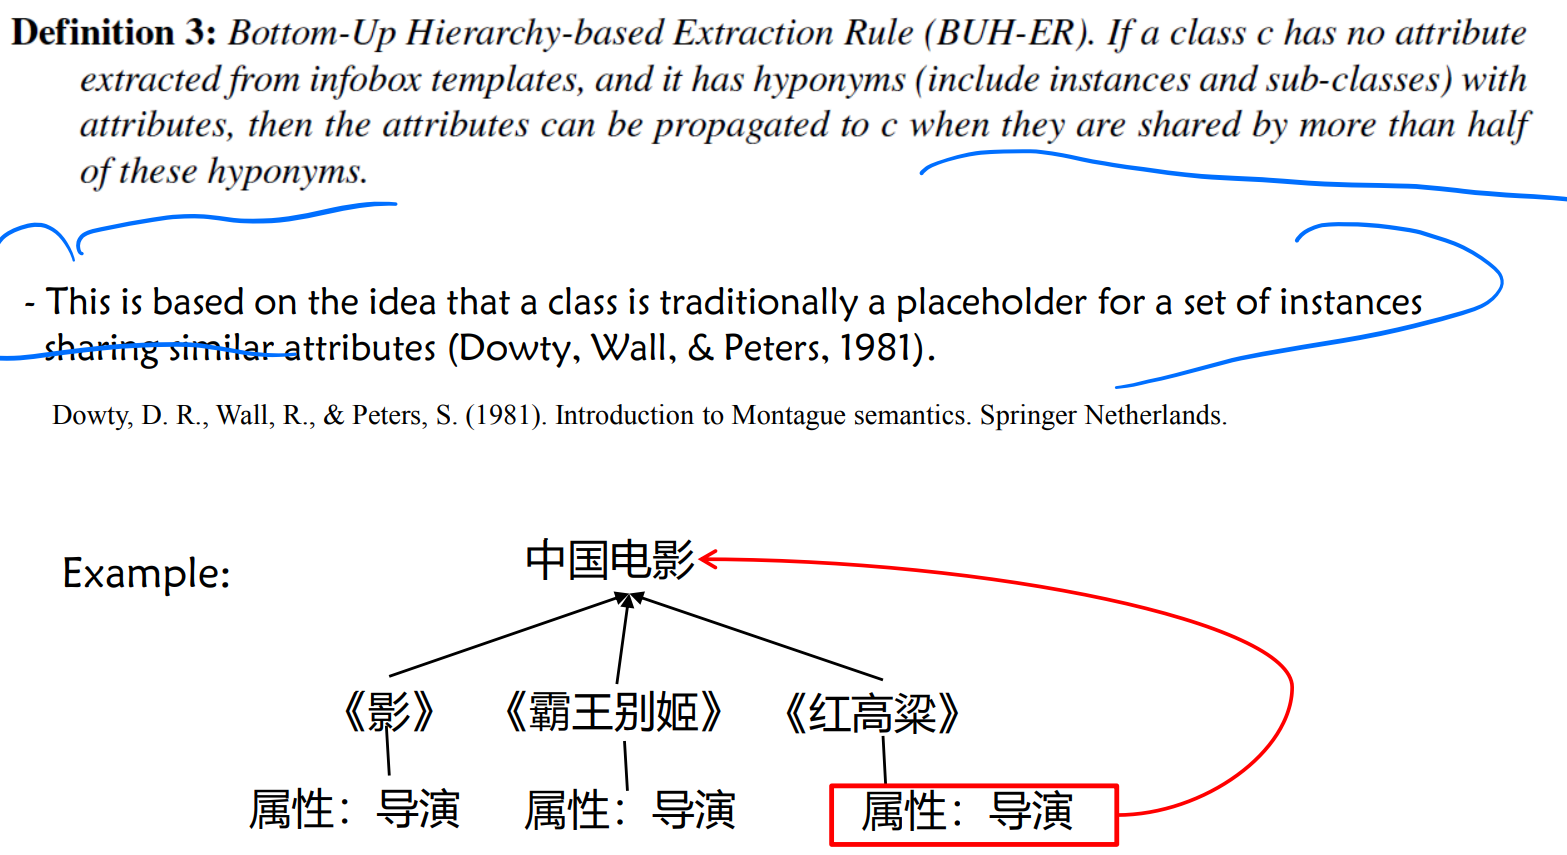 Definition 3: Bottom-Up Hierarchy-based Extraction Rule (BUH-ER). If a class c has no attribute
extracted from infobox templates, and it has hyponyms (include instances and sub-classes) with
attributes, then the attributes can be propagated to c when they are shared by more than half
of these hyponyms.
- This is based on the idea that a class is traditionally a placeholder for a set of instances
sharing similar attributes (Dowty, Wall, & Peters, 1981).
Dowty, D. R., Wall, R., & Peters, S. (1981). Introduction to Montague semantics. Springer Netherlands.
Example:
中国电影
《影》 《霸王别姬》 《红高粱》
属性：导演 属性：导演 属性：导演